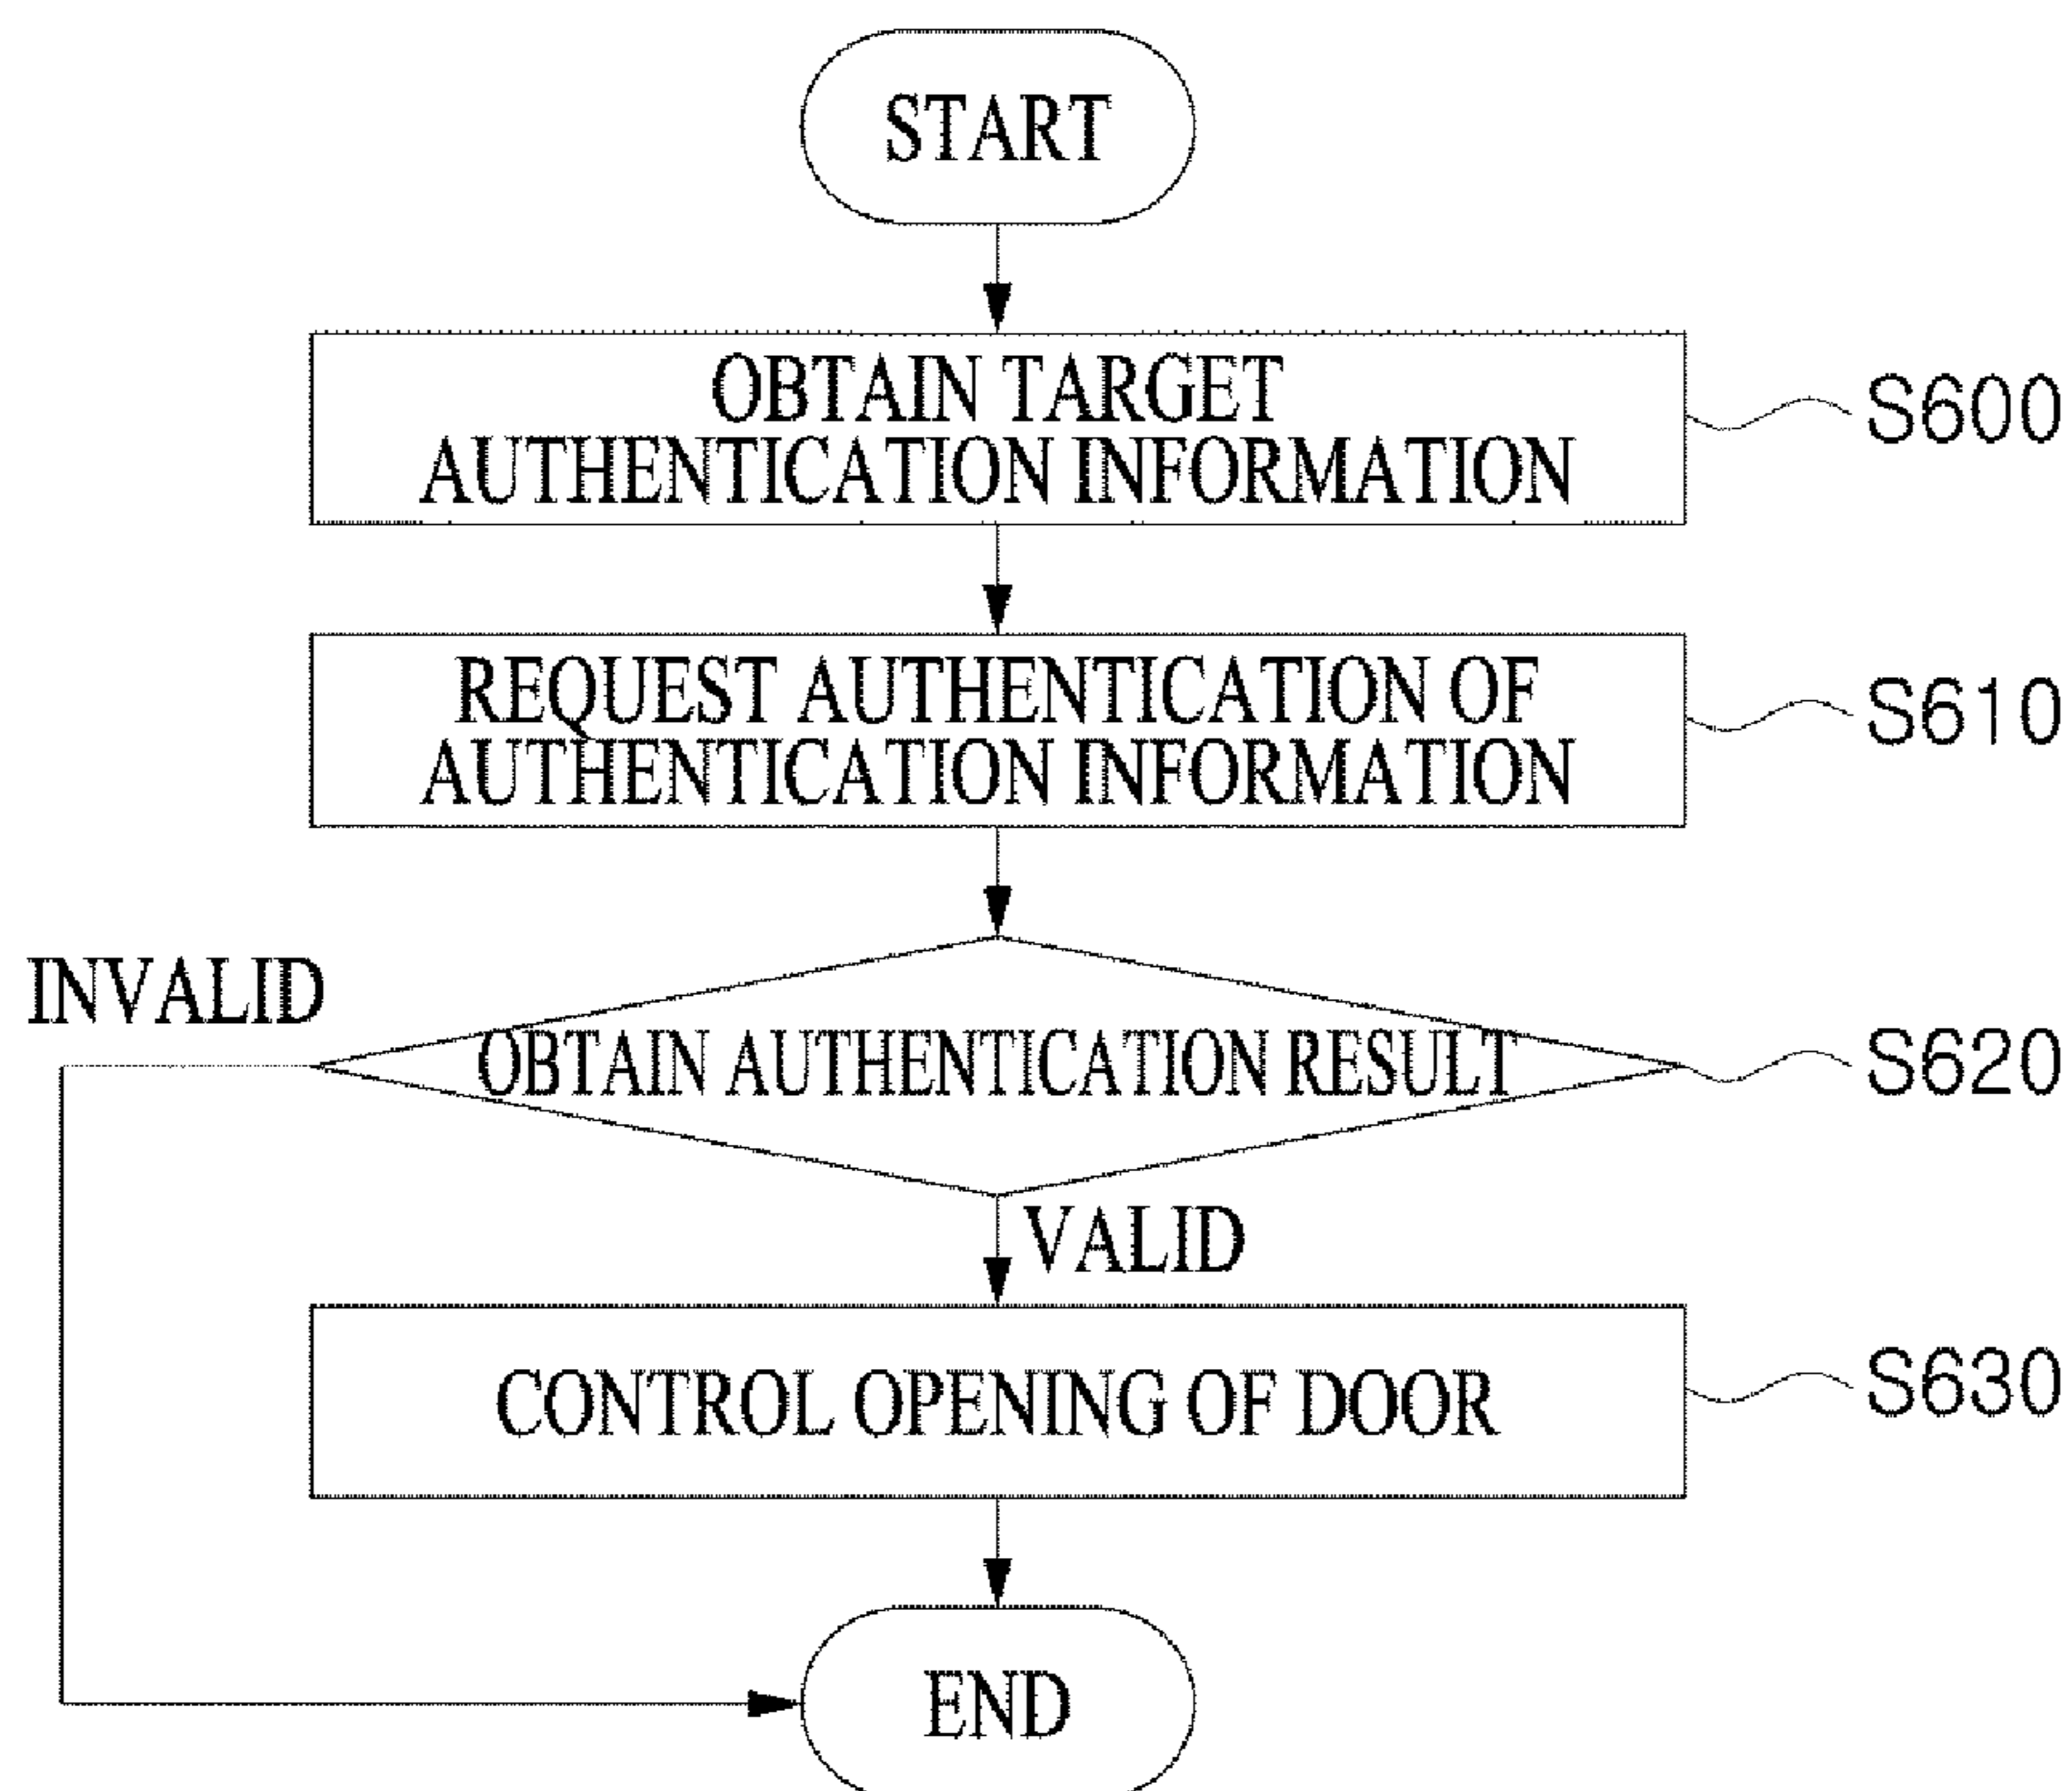 START
OBTAIN TARGET
AUTHENTICATION INFORMATION
S600
REQUEST AUTHENTICATION OF
AUTHENTICATION INFORMATION
S610
INVALID
OBTAIN AUTHENTICATION RESULT
S620
VALID
CONTROL OPENING OF DOOR
S630
END